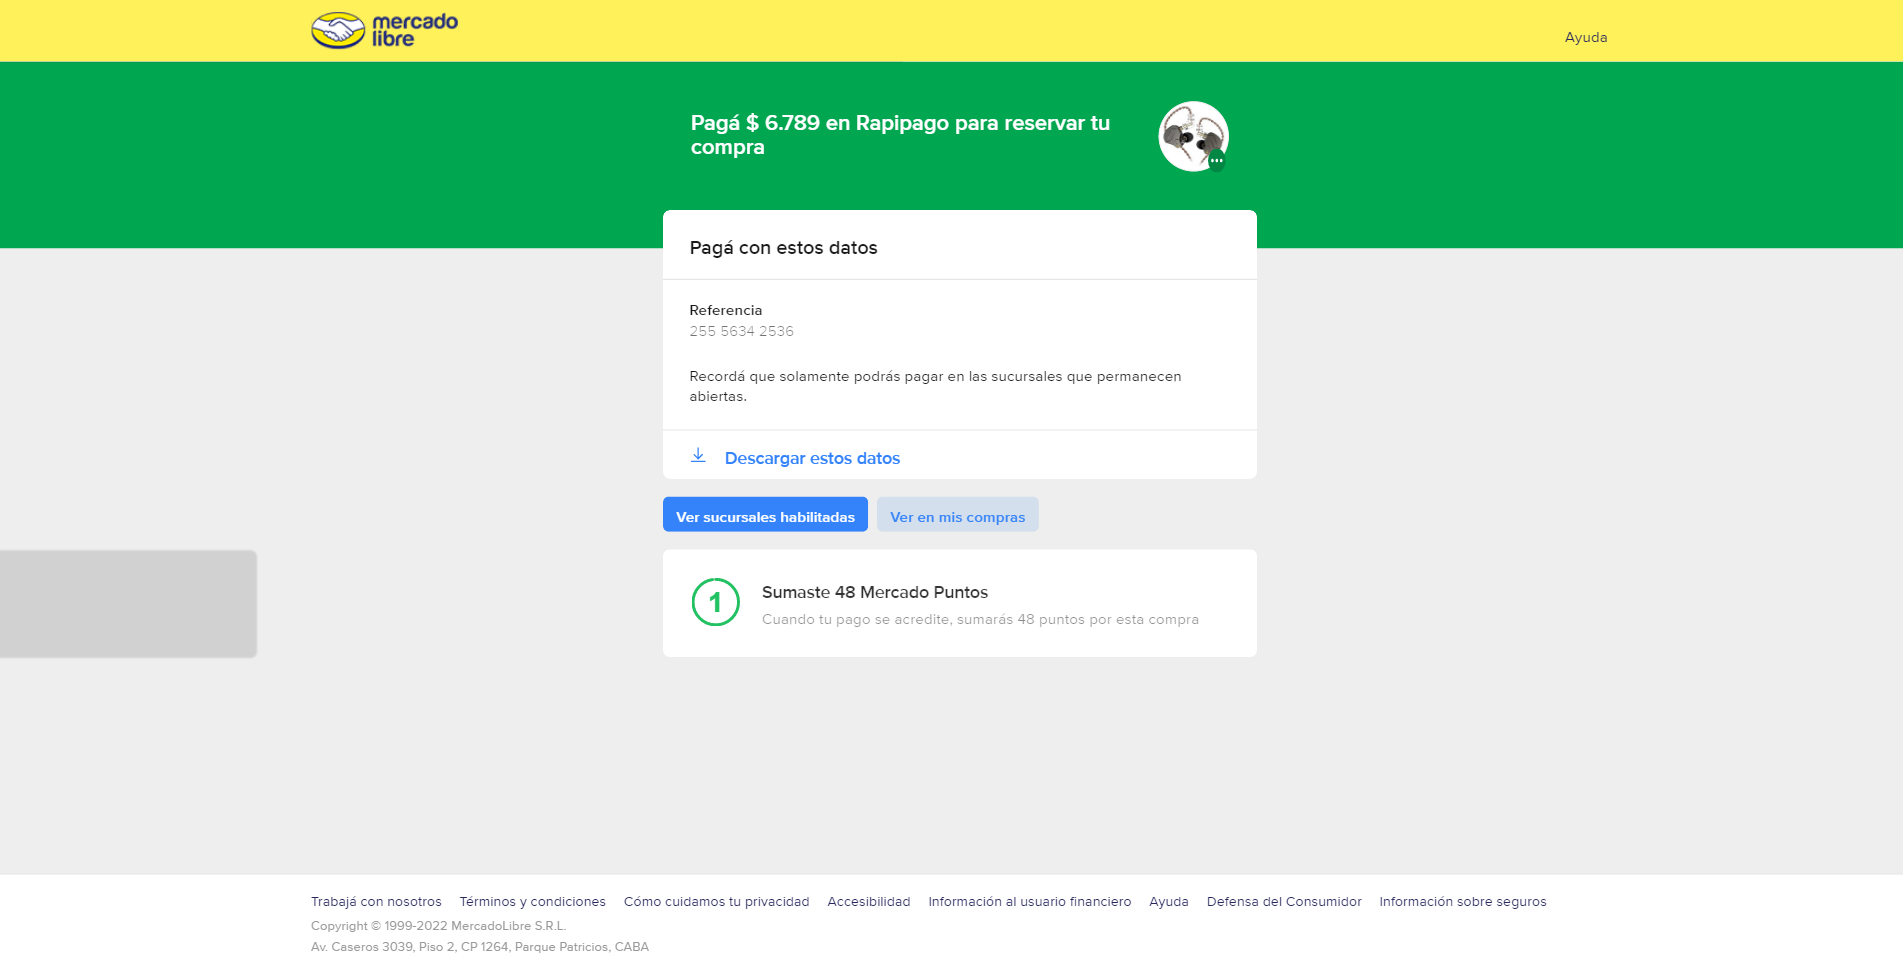 mercado
libre
Ayuda
Pagá $ 6.789 en Rapipago para reservar tu
compra
Pagá con estos datos
Referencia
255 5634 2536
Recordá que solamente podrás pagar en las sucursales que permanecen
abiertas.
Descargar estos datos
Ver sucursales habilitadas
Ver en mis compras
1
Sumaste 48 Mercado Puntos
Cuando tu pago se acredite, sumarás 48 puntos por esta compra
Trabajá con nosotros Términos y condiciones Cómo cuidamos tu privacidad Accesibilidad Información al usuario financiero Ayuda Defensa del Consumidor Información sobre seguros
Copyright © 1999-2022 MercadoLibre S.R.L.
Av. Caseros 3039, Piso 2, CP 1264, Parque Patricios, CABA